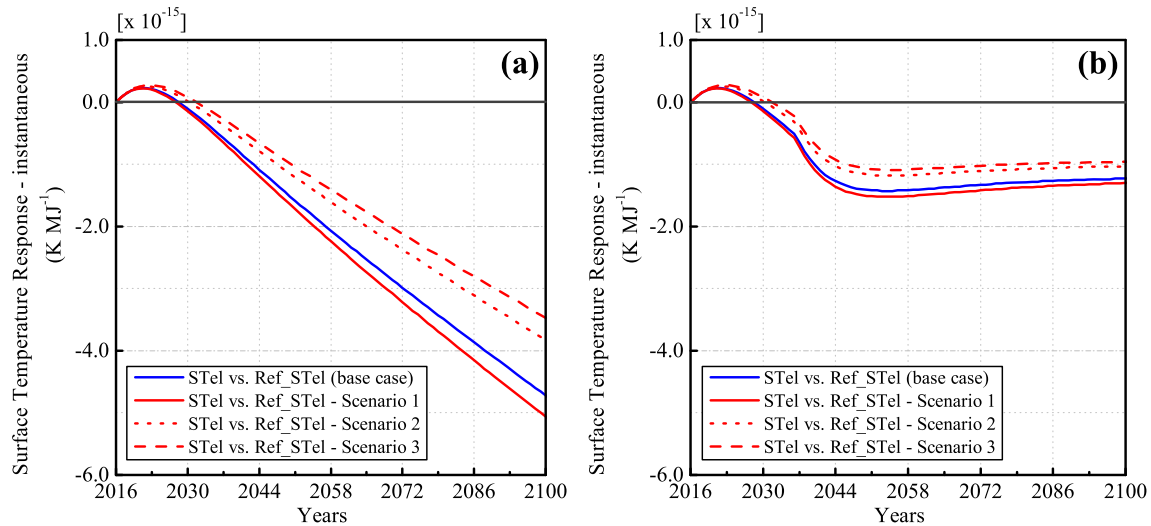 [x 10⁻¹⁵]
Surface Temperature Response - instantaneous
(K MJ⁻¹)
1.0
0.0
-2.0
-4.0
-6.0
(a)
STel vs. Ref_STel (base case)
STel vs. Ref_STel - Scenario 1
STel vs. Ref_STel - Scenario 2
STel vs. Ref_STel - Scenario 3
2016 2030 2044 2058 2072 2086 2100
Years
[x 10⁻¹⁵]
Surface Temperature Response - instantaneous
(K MJ⁻¹)
1.0
0.0
-2.0
-4.0
-6.0
(b)
STel vs. Ref_STel (base case)
STel vs. Ref_STel - Scenario 1
STel vs. Ref_STel - Scenario 2
STel vs. Ref_STel - Scenario 3
2016 2030 2044 2058 2072 2086 2100
Years